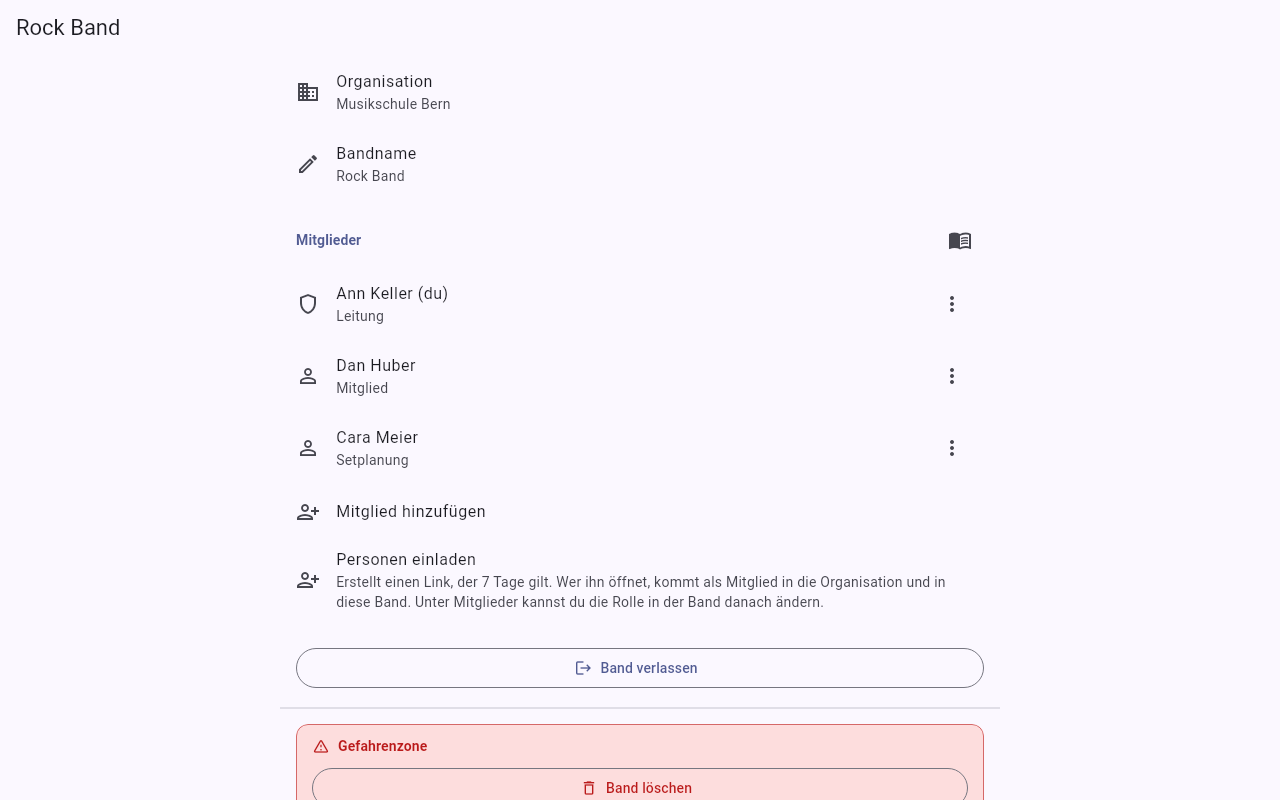 Rock Band
Organisation
Musikschule Bern
Bandname
Rock Band
Mitglieder
Ann Keller (du)
Leitung
Dan Huber
Mitglied
Cara Meier
Setplanung
Mitglied hinzufügen
Personen einladen
Erstellt einen Link, der 7 Tage gilt. Wer ihn öffnet, kommt als Mitglied in die Organisation und in
diese Band. Unter Mitglieder kannst du die Rolle in der Band danach ändern.
Band verlassen
Gefahrenzone
Band löschen